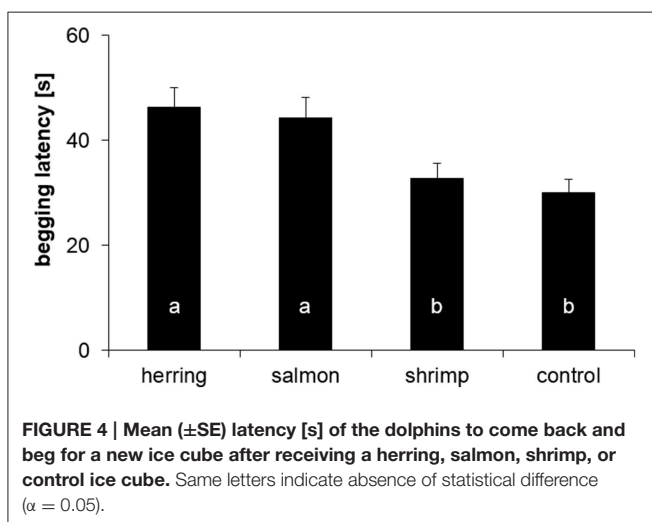 60
40
20
0
begging latency [s]
a
a
b
b
herring
salmon
shrimp
control
FIGURE 4 | Mean (±SE) latency [s] of the dolphins to come back and
beg for a new ice cube after receiving a herring, salmon, shrimp, or
control ice cube. Same letters indicate absence of statistical difference
(α = 0.05).